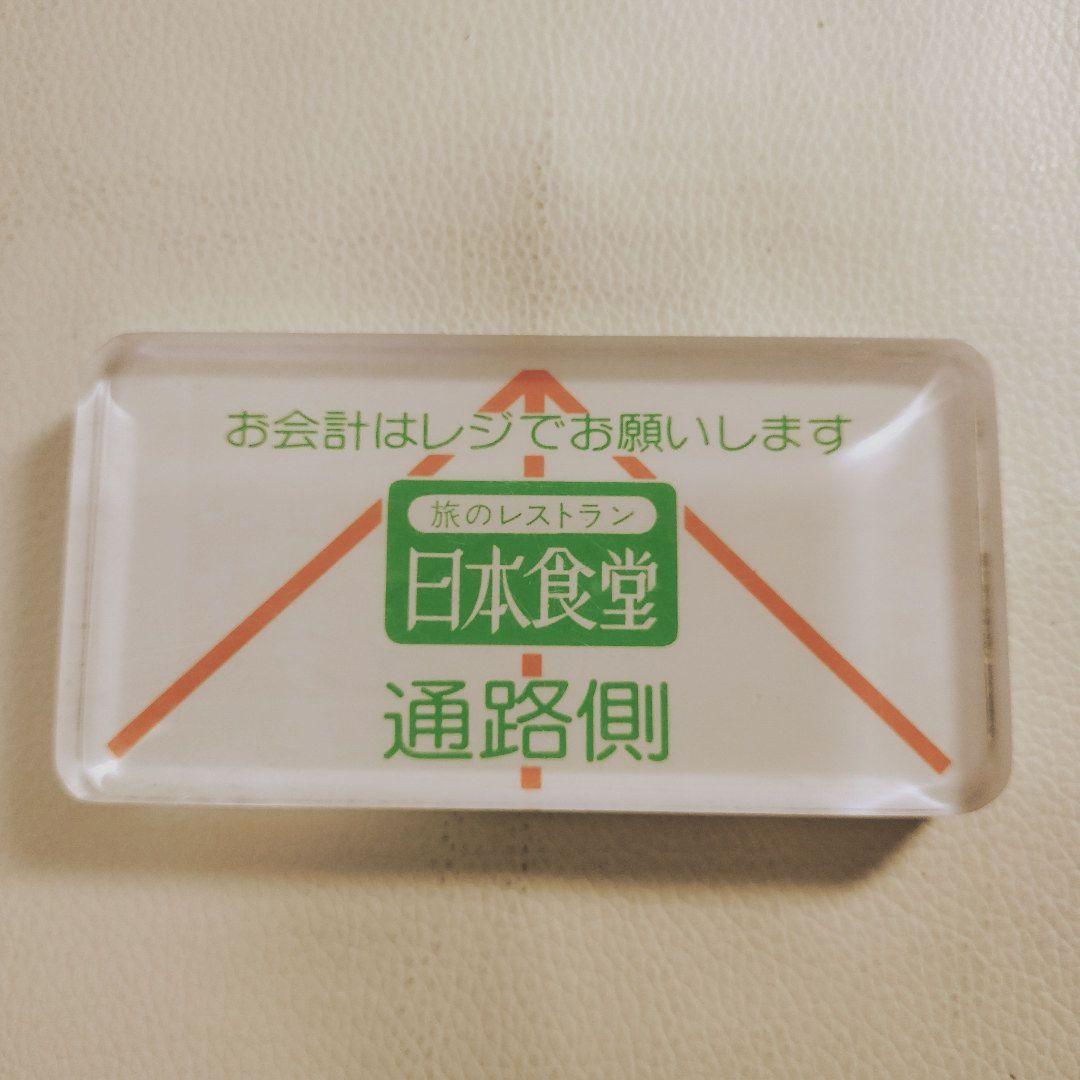 お会計はレジでお願いします
旅のレストラン
日本食堂
通路側